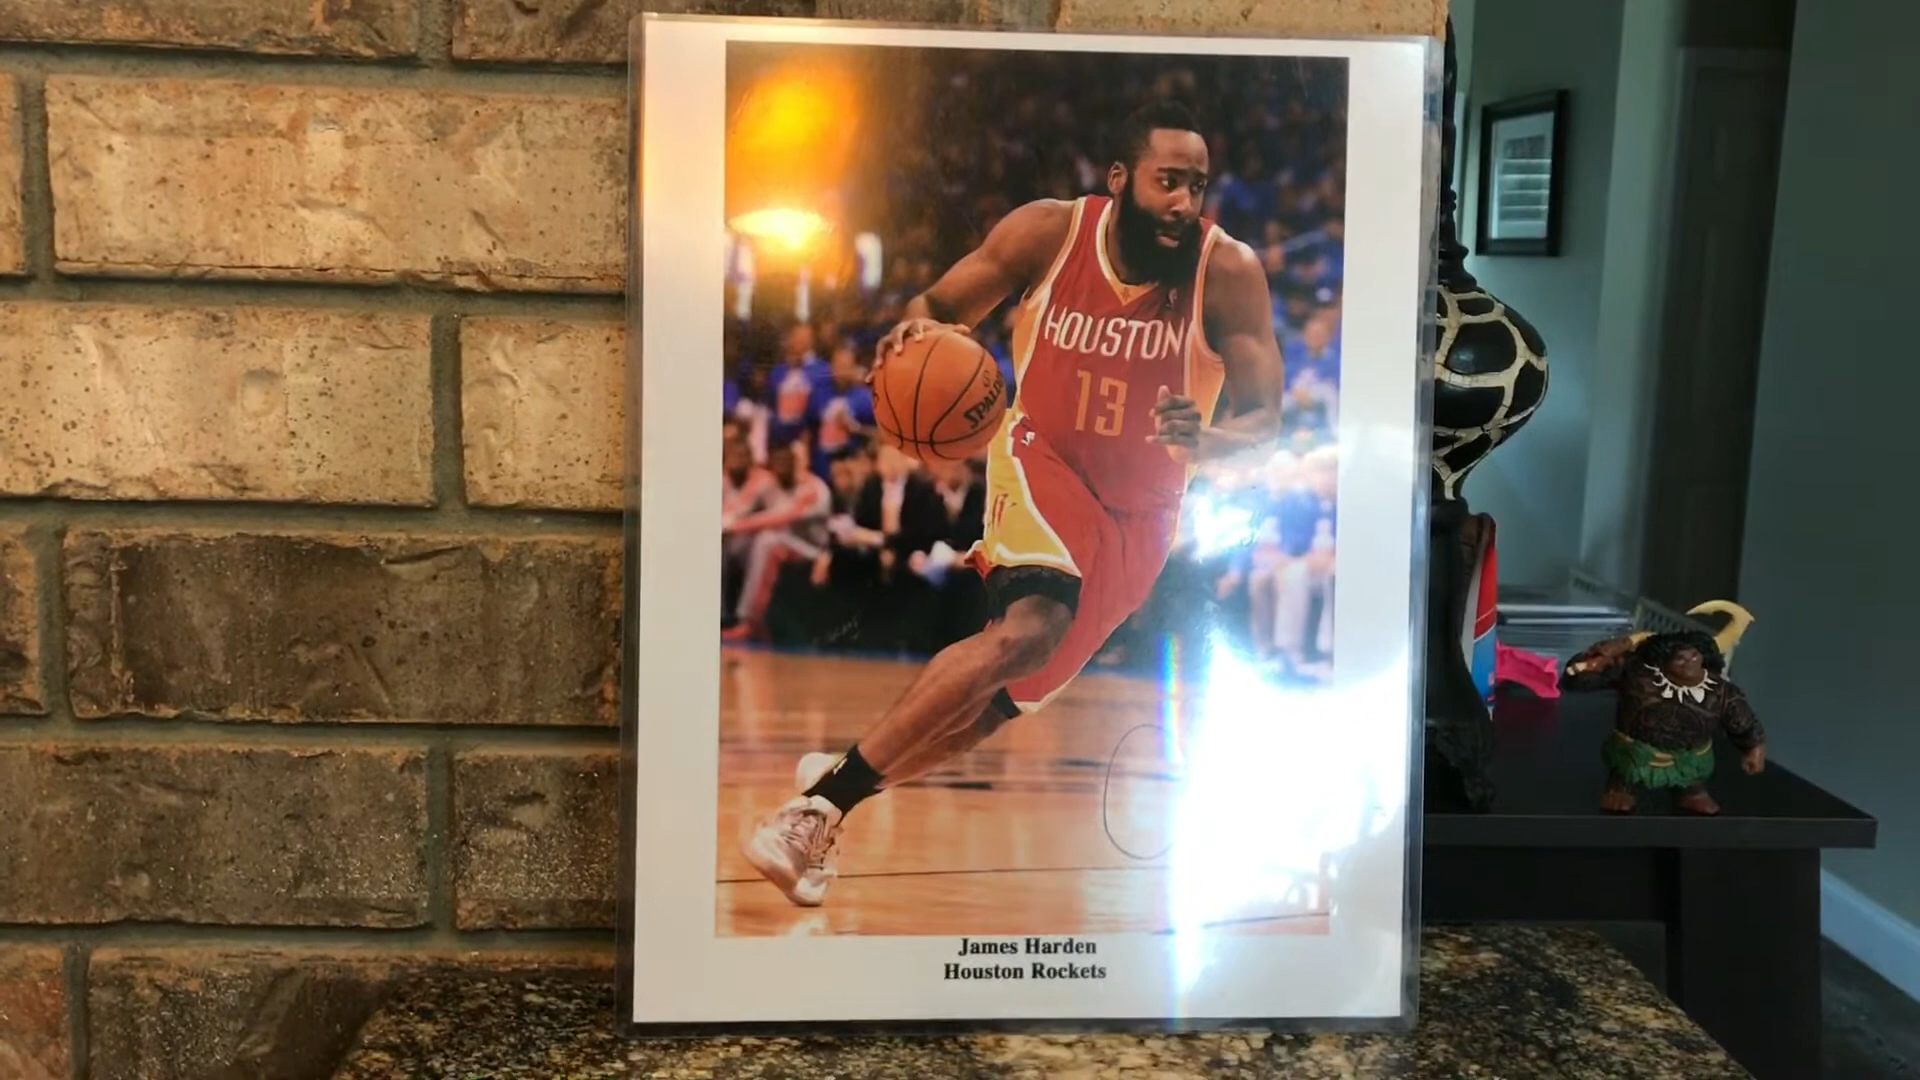 HOUSTON
13
SPALDING
James Harden
Houston Rockets